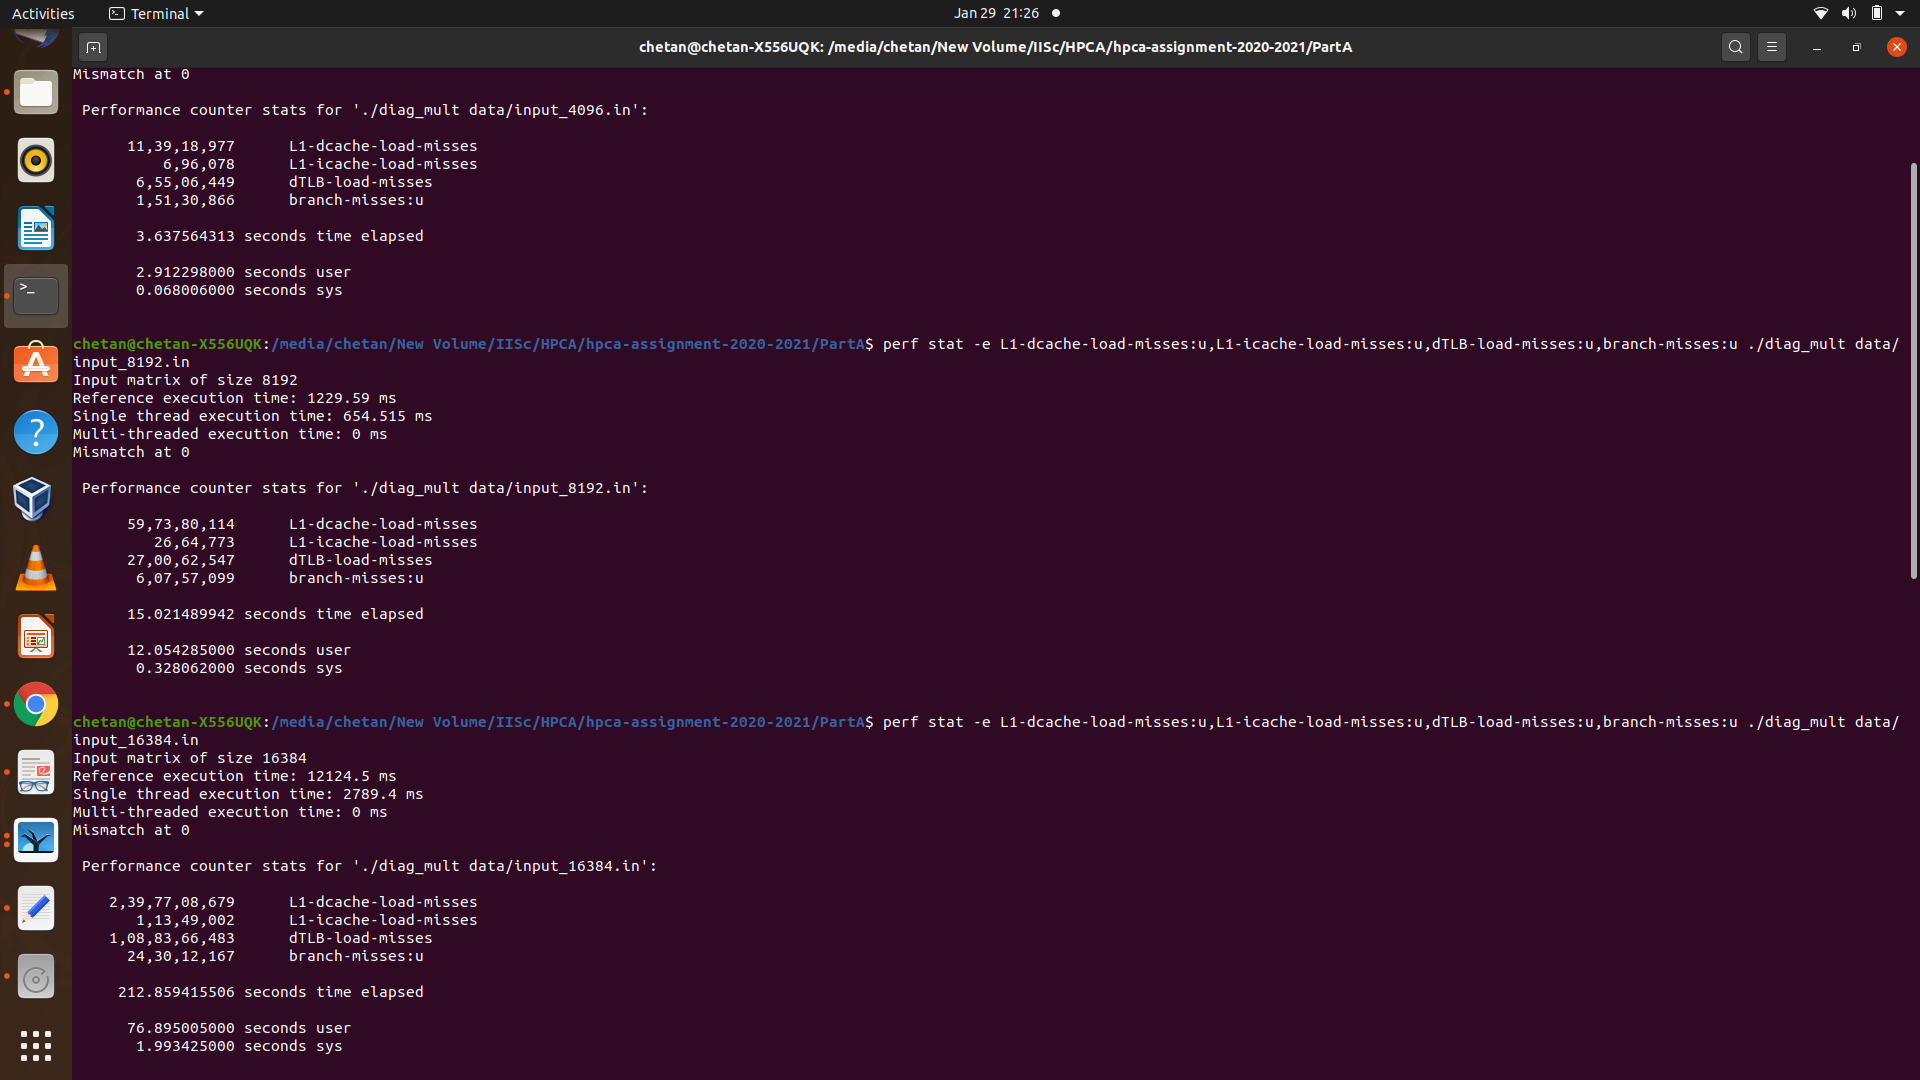 Activities
Terminal
Jan 29 21:26
chetan@chetan-X556UQK: /media/chetan/New Volume/IISc/HPCA/hpca-assignment-2020-2021/PartA
Mismatch at 0
Performance counter stats for './diag_mult data/input_4096.in':
11,39,18,977 L1-dcache-load-misses
6,96,078 L1-icache-load-misses
6,55,06,449 dTLB-load-misses
1,51,30,866 branch-misses:u
3.637564313 seconds time elapsed
2.912298000 seconds user
0.068006000 seconds sys
chetan@chetan-X556UQK:/media/chetan/New Volume/IISc/HPCA/hpca-assignment-2020-2021/PartA$ perf stat -e L1-dcache-load-misses:u,L1-icache-load-misses:u,dTLB-load-misses:u,branch-misses:u ./diag_mult data/
input_8192.in
Input matrix of size 8192
Reference execution time: 1229.59 ms
Single thread execution time: 654.515 ms
Multi-threaded execution time: 0 ms
Mismatch at 0
Performance counter stats for './diag_mult data/input_8192.in':
59,73,80,114 L1-dcache-load-misses
26,64,773 L1-icache-load-misses
27,00,62,547 dTLB-load-misses
6,07,57,099 branch-misses:u
15.021489942 seconds time elapsed
12.054285000 seconds user
0.328062000 seconds sys
chetan@chetan-X556UQK:/media/chetan/New Volume/IISc/HPCA/hpca-assignment-2020-2021/PartA$ perf stat -e L1-dcache-load-misses:u,L1-icache-load-misses:u,dTLB-load-misses:u,branch-misses:u ./diag_mult data/
input_16384.in
Input matrix of size 16384
Reference execution time: 12124.5 ms
Single thread execution time: 2789.4 ms
Multi-threaded execution time: 0 ms
Mismatch at 0
Performance counter stats for './diag_mult data/input_16384.in':
2,39,77,08,679 L1-dcache-load-misses
1,13,49,002 L1-icache-load-misses
1,08,83,66,483 dTLB-load-misses
24,30,12,167 branch-misses:u
212.859415506 seconds time elapsed
76.895005000 seconds user
1.993425000 seconds sys